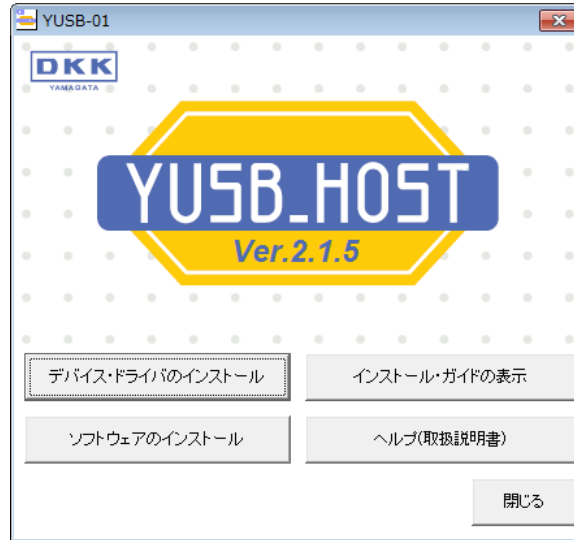 YUSB-01
DKK
YAMAGATA
YUSB_HOST
Ver.2.1.5
デバイス・ドライバのインストール
インストール・ガイドの表示
ソフトウェアのインストール
ヘルプ(取扱説明書)
閉じる